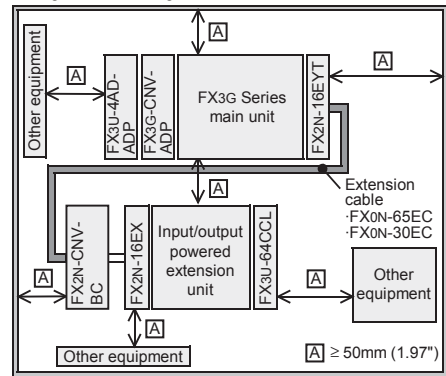 A
A
A
Other equipment
FX3U-4AD-
ADP
FX3G-CNV-
ADP
FX3G Series
main unit
FX2N-16EYT
A
Extension
cable
·FX0N-65EC
·FX0N-30EC
FX2N-CNV-
BC
FX2N-16EX
Input/output
powered
extension
unit
FX3U-64CCL
A
A
Other
equipment
A
Other equipment
A ≥ 50mm (1.97")